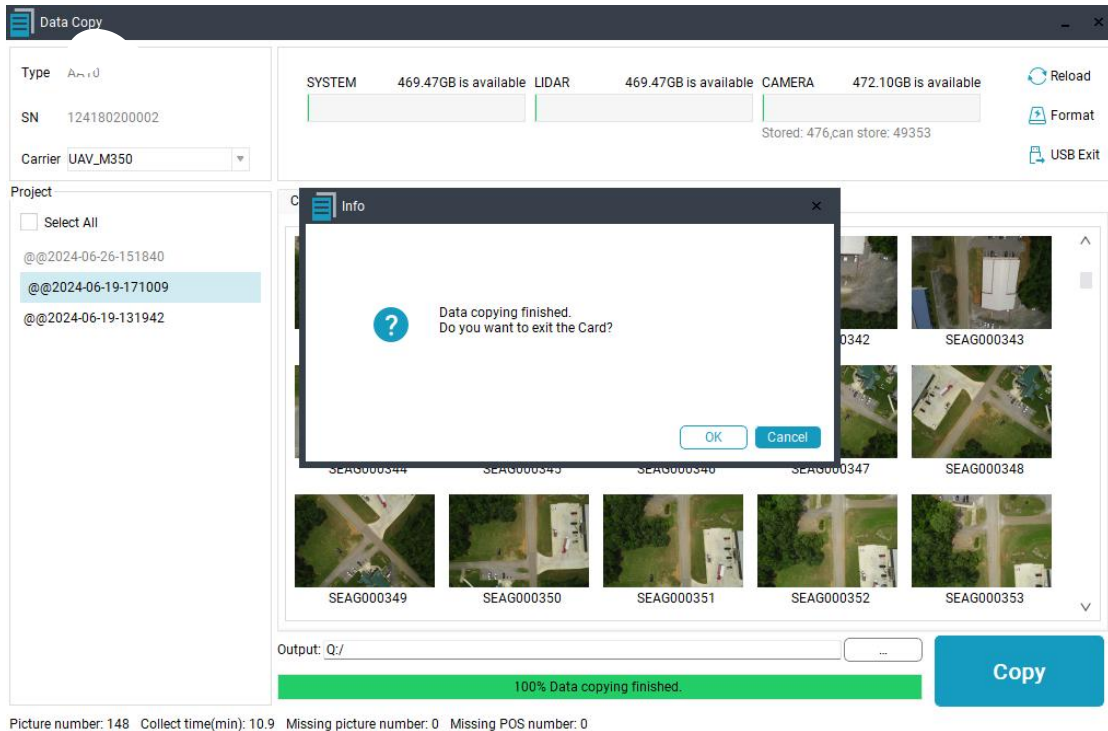 Data Copy
Type
SN 124180200002
Carrier UAV_M350
SYSTEM 469.47GB is available LIDAR 469.47GB is available CAMERA 472.10GB is available
Stored: 476,can store: 49353
Reload
Format
USB Exit
Project
Select All
@@2024-06-26-151840
@@2024-06-19-171009
@@2024-06-19-131942
Info
Data copying finished.
Do you want to exit the Card?
OK Cancel
SEAG000343
SEAG000344 SEAG000345 SEAG000346 SEAG000347 SEAG000348
SEAG000349 SEAG000350 SEAG000351 SEAG000352 SEAG000353
Output: Q:/ ...
100% Data copying finished.
Copy
Picture number: 148 Collect time(min): 10.9 Missing picture number: 0 Missing POS number: 0